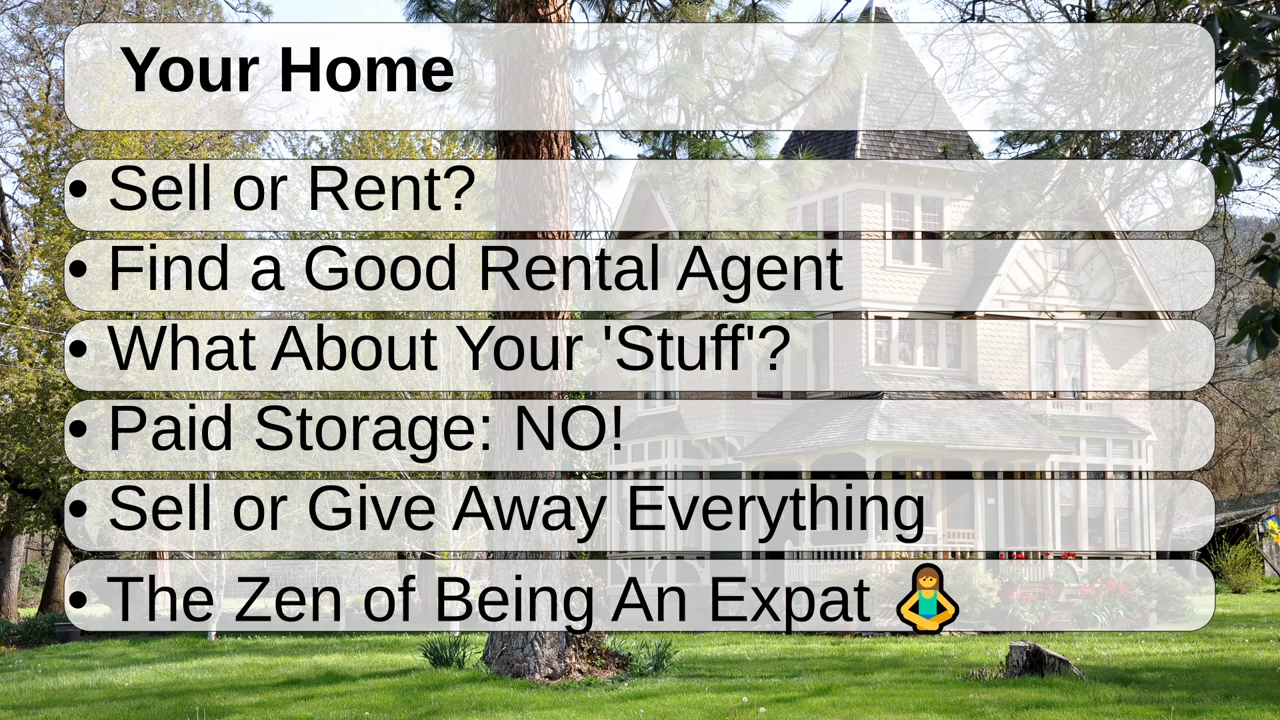 Your Home
• Sell or Rent?
• Find a Good Rental Agent
• What About Your 'Stuff'?
• Paid Storage: NO!
• Sell or Give Away Everything
• The Zen of Being An Expat 🧘‍♀️